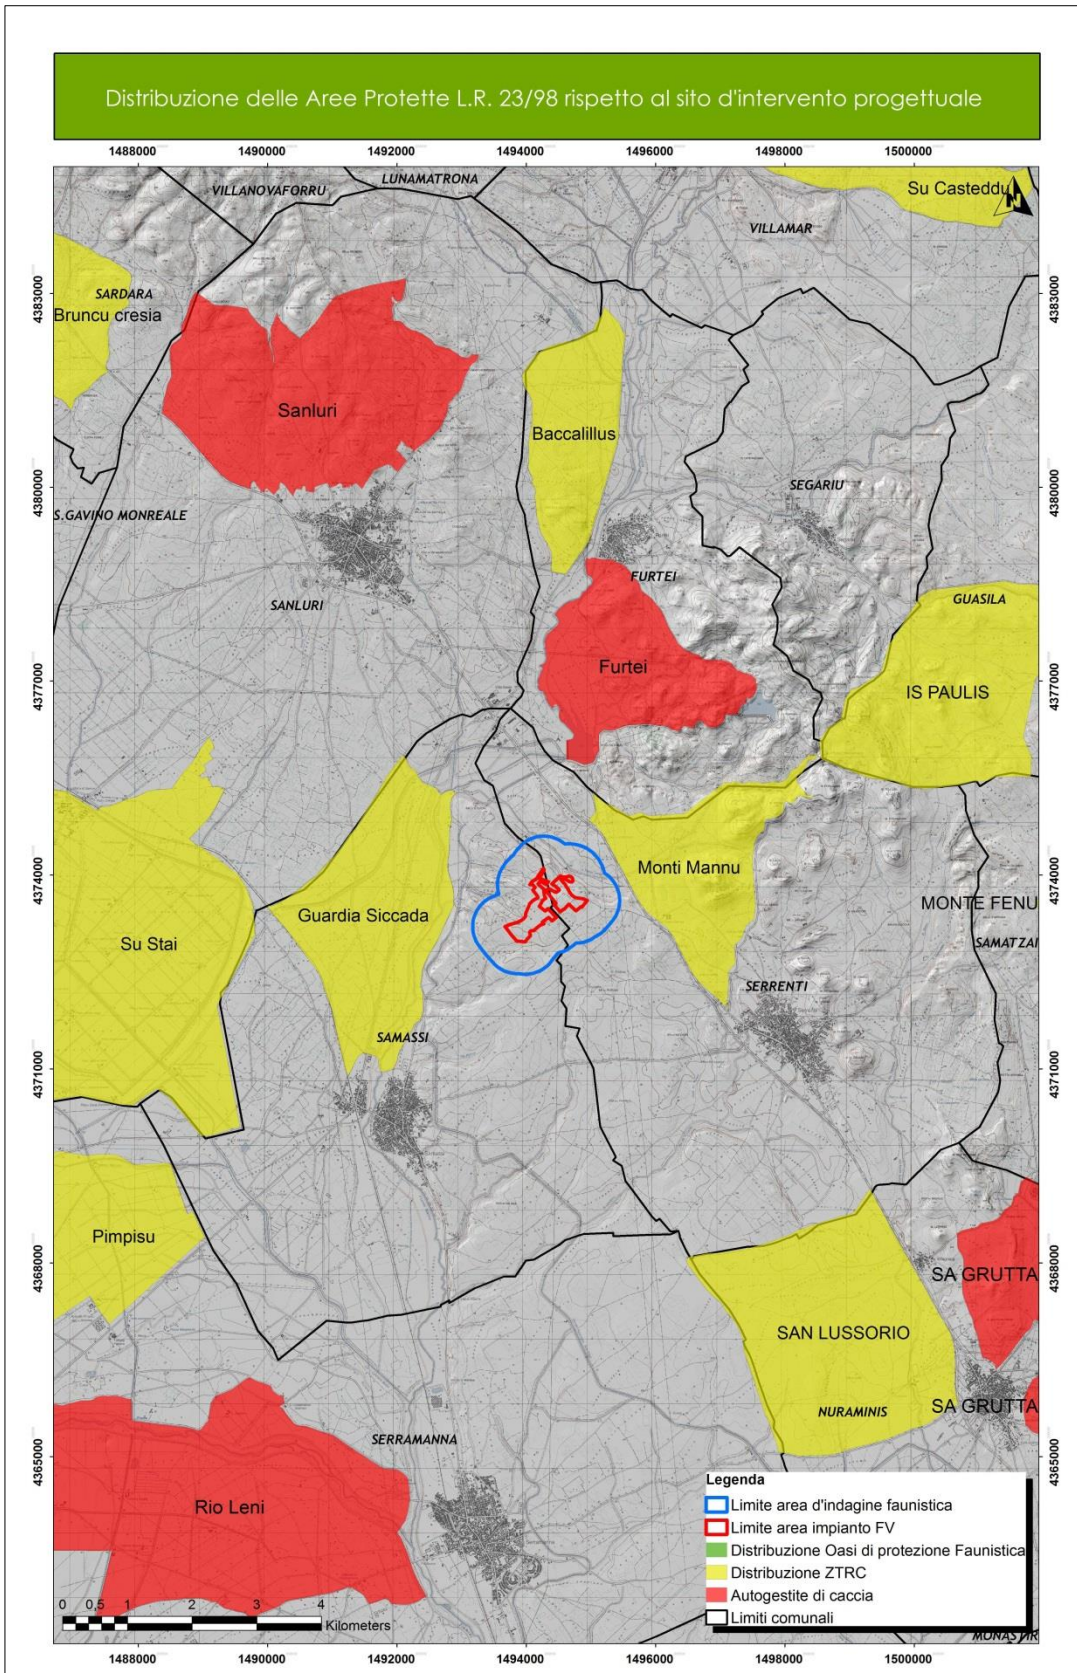 Distribuzione delle Aree Protette L.R. 23/98 rispetto al sito d'intervento progettuale
1488000 1490000 1492000 1494000 1496000 1498000 1500000
LUNAMATRONA
VILLANOVAFORRU
Su Casteddu
N
VILLAMAR
4383000 4383000
SARDARA
Bruncu cresia
Sanluri
Baccalillus
4380000 4380000
SEGARIU
S.GAVINO MONREALE
FURTEI
SANLURI
GUASILA
Furtei
4377000 4377000
IS PAULIS
4374000 4374000
Monti Mannu
MONTE FENU
Guardia Siccada
Su Stai
SAMATZAI
SERRENTI
SAMASSI
4371000 4371000
Pimpisu
4368000 4368000
SA GRUTTA
SAN LUSSORIO
SA GRUTTA
NURAMINIS
SERRAMANNA
4365000 4365000
Rio Leni
Legenda
Limite area d'indagine faunistica
Limite area impianto FV
Distribuzione Oasi di protezione Faunistica
Distribuzione ZTRC
Autogestite di caccia
Limiti comunali
0 0,5 1 2 3 4
Kilometers
MONASTIR
1488000 1490000 1492000 1494000 1496000 1498000 1500000